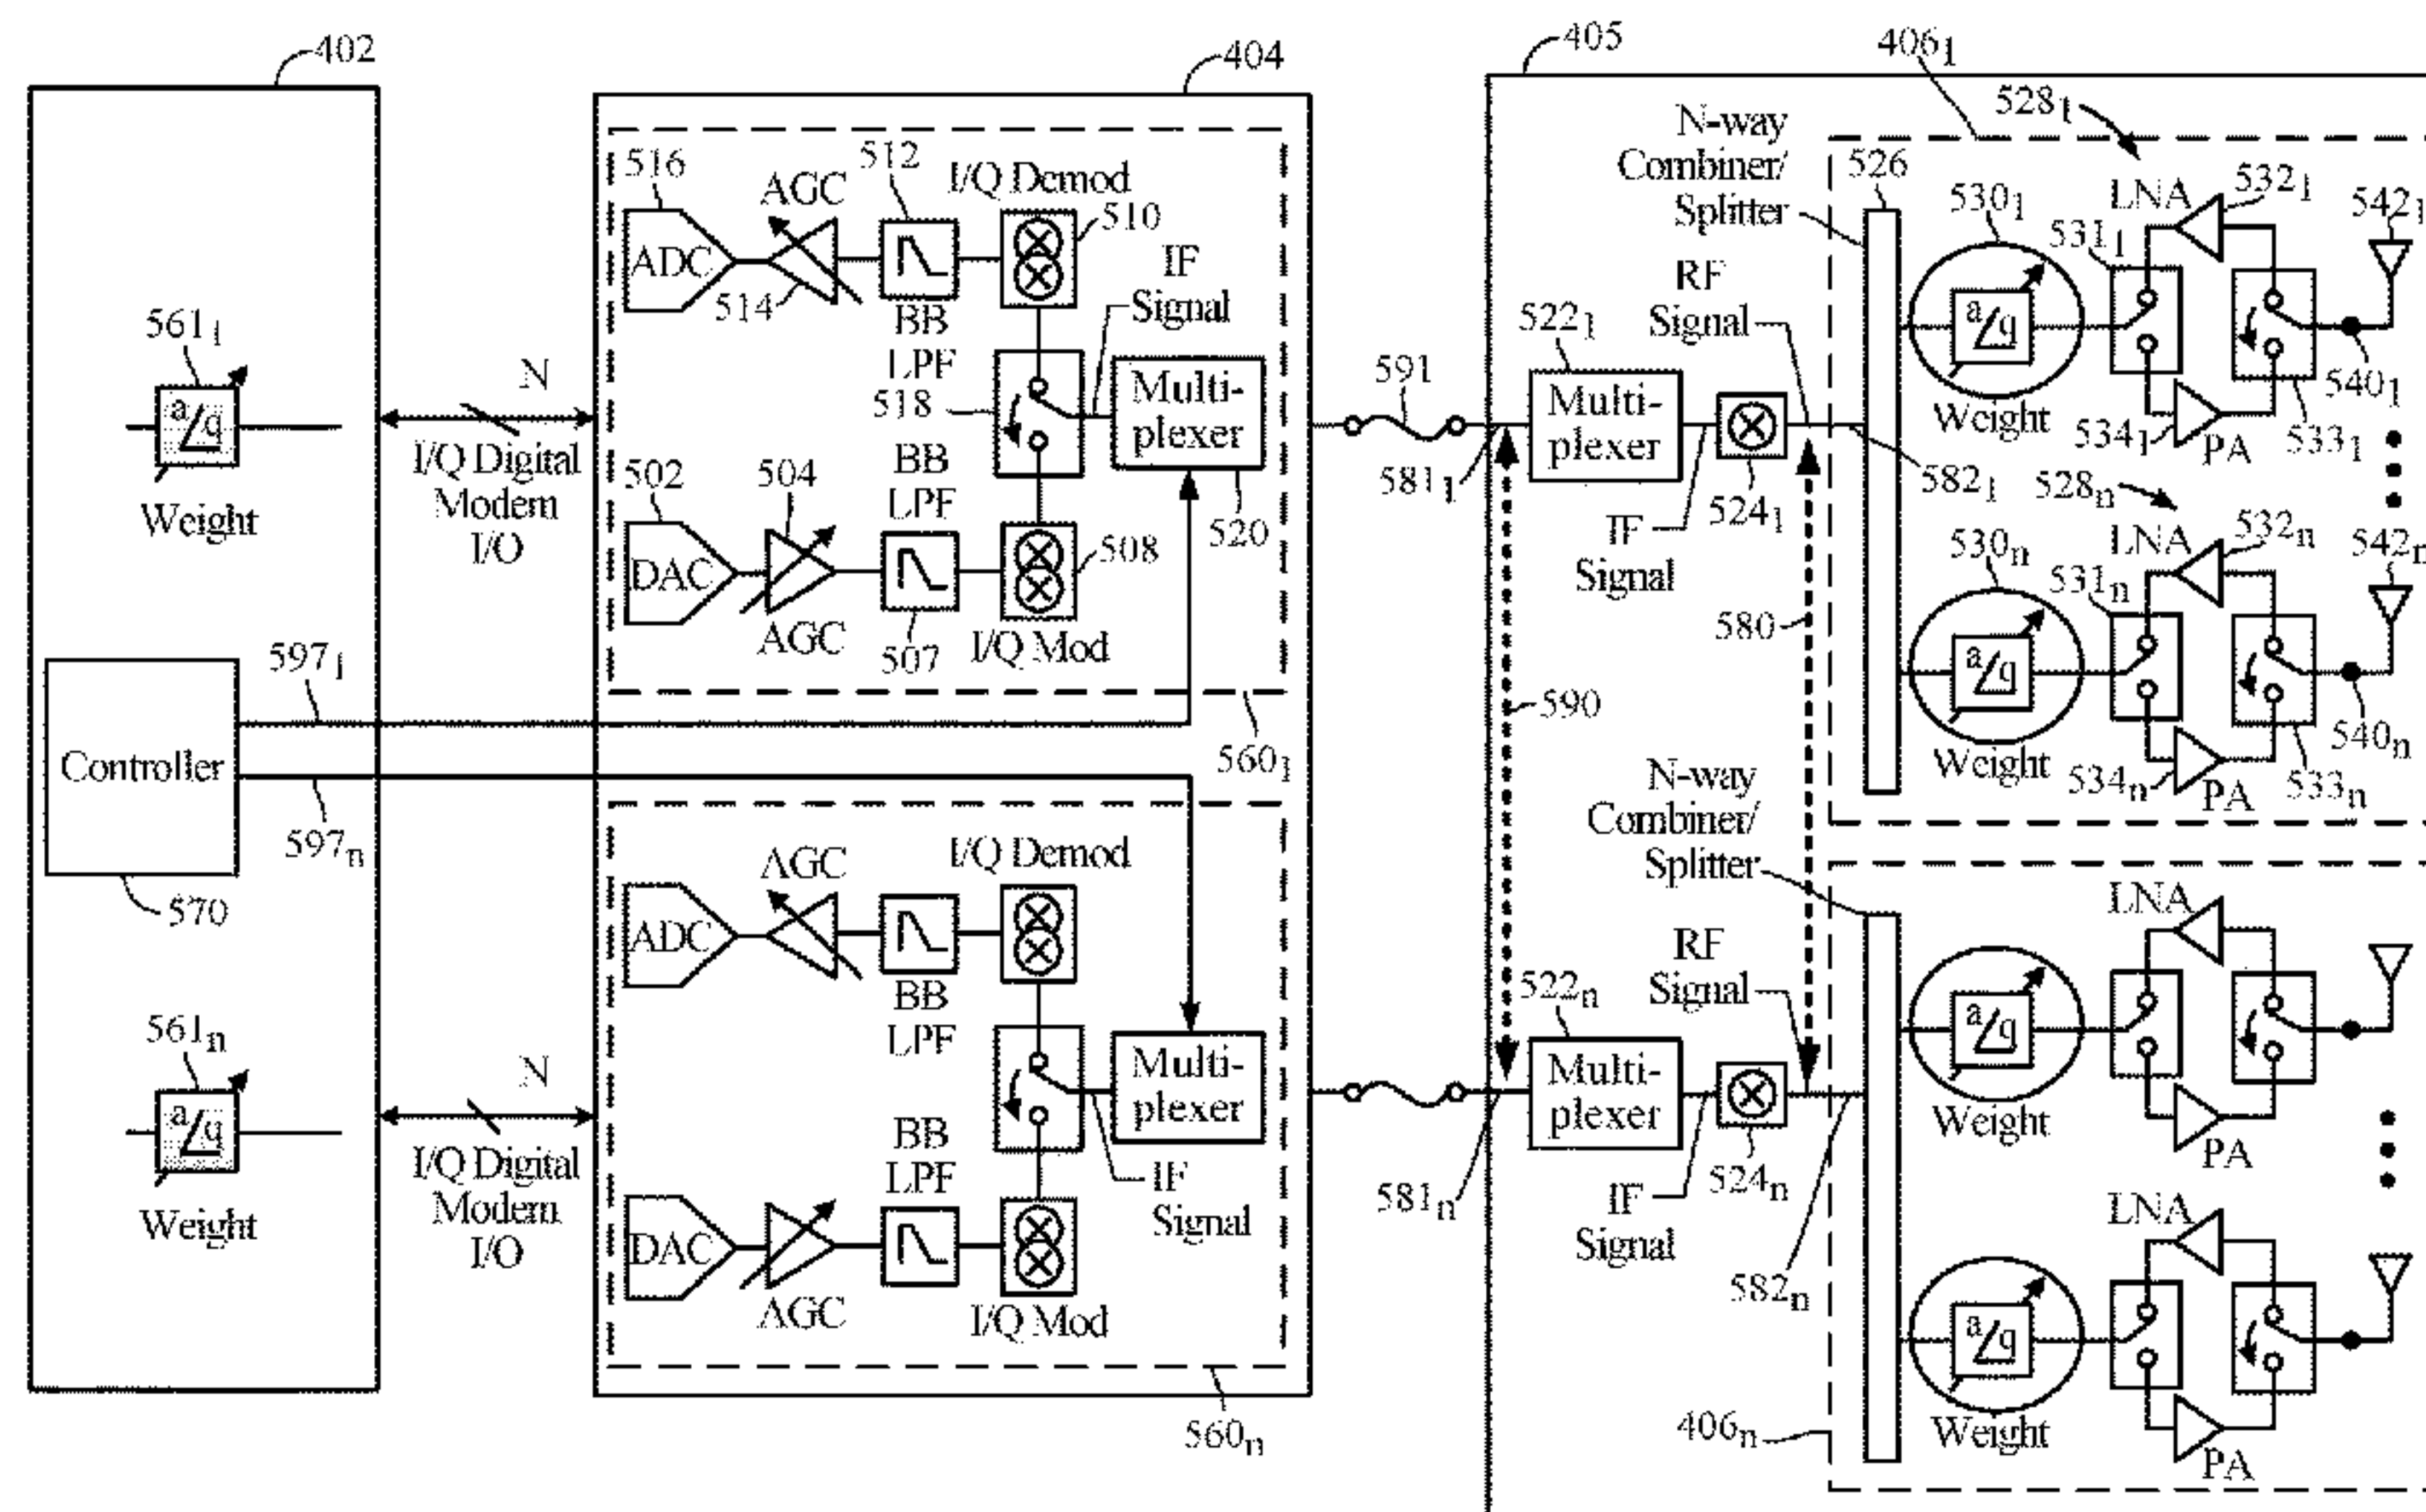 402
404
405
406₁
528₁
N-way
Combiner/
Splitter
516
AGC
512
I/Q Demod
510
526
530₁
LNA
532₁
542₁
531₁
ADC
514
BB
LPF
IF
Signal
RF
Signal
a/q
561₁
N
518
Multi-
plexer
591
522₁
Multi-
plexer
Weight
540₁
a/q
I/Q Digital
Modem
I/O
BB
LPF
581₁
524₁
582₁
534₁
PA
533₁
Weight
502
504
520
IF
Signal
528ₙ
LNA
532ₙ
542ₙ
530ₙ
531ₙ
DAC
508
AGC
507
I/Q Mod
580
a/q
597₁
590
540ₙ
Controller
560₁
N-way
Combiner/
Splitter
Weight
534ₙ
PA
533ₙ
597ₙ
570
AGC
I/Q Demod
LNA
ADC
RF
Signal
BB
LPF
522ₙ
a/q
561ₙ
N
Multi-
plexer
Multi-
plexer
Weight
PA
a/q
I/Q Digital
Modem
I/O
BB
LPF
IF
Signal
581ₙ
IF
Signal
524ₙ
Weight
LNA
DAC
582ₙ
AGC
I/Q Mod
a/q
560ₙ
406ₙ
Weight
PA